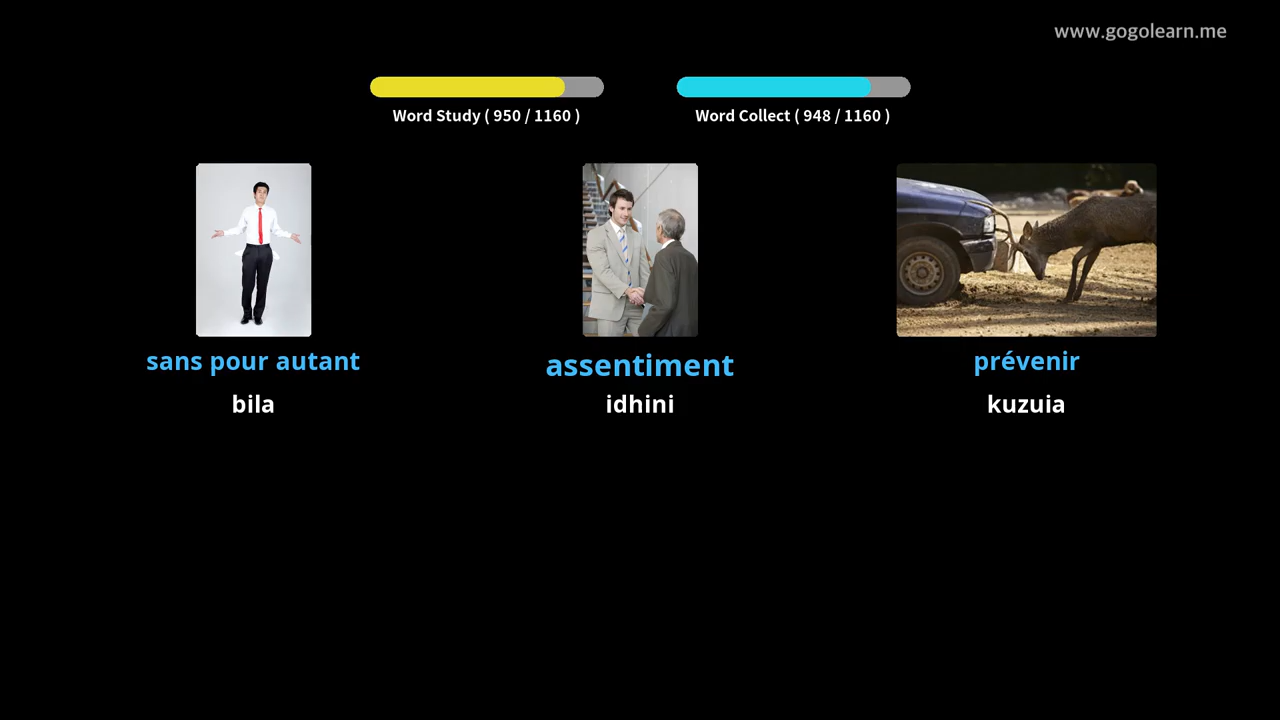 www.gogolearn.me
Word Study ( 950 / 1160 )
Word Collect ( 948 / 1160 )
sans pour autant
assentiment
prévenir
bila
idhini
kuzuia